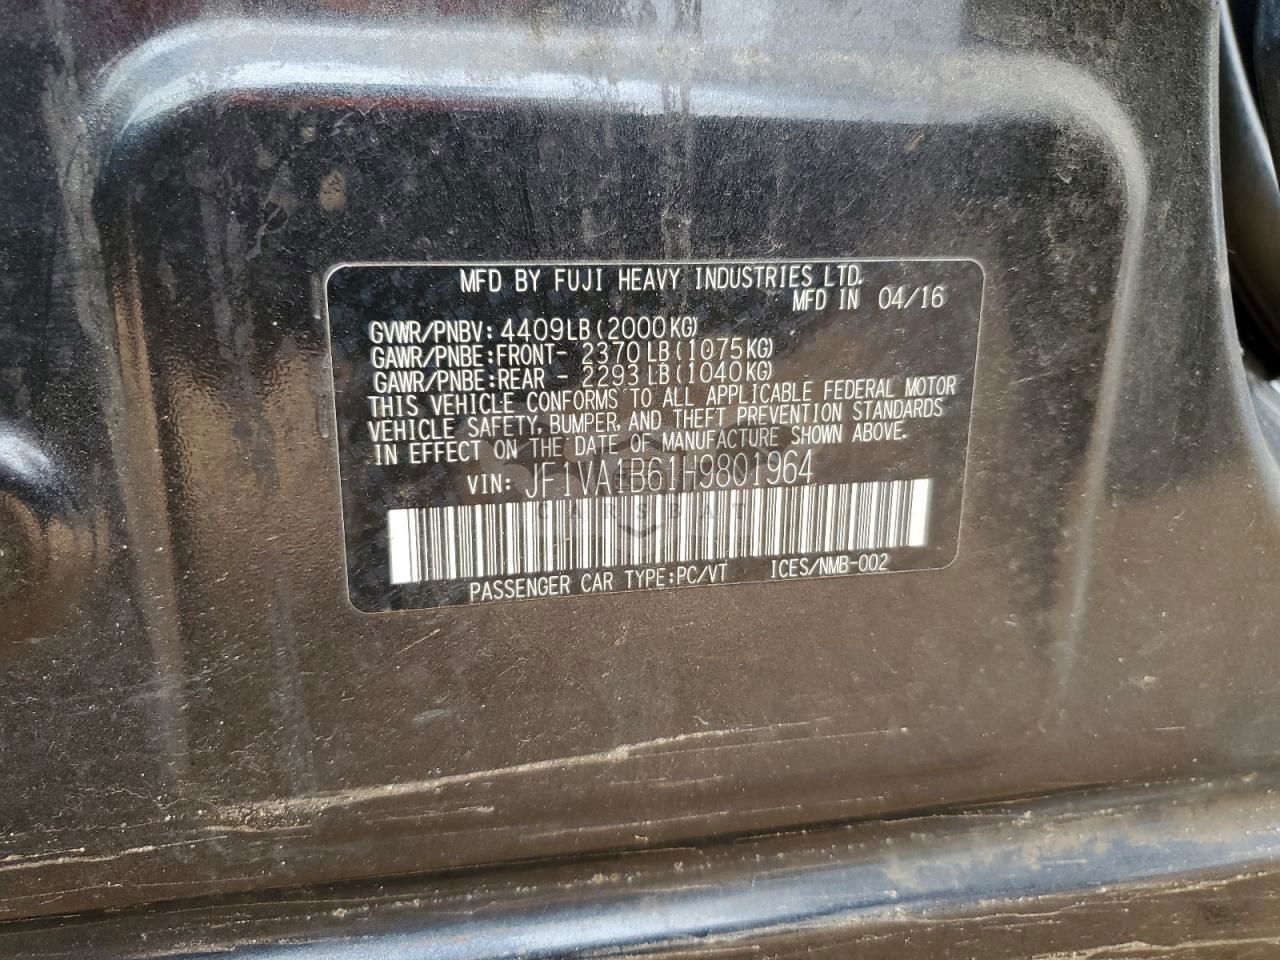 MFD BY FUJI HEAVY INDUSTRIES LTD.
MFD IN 04/16
GVWR/PNBV: 4409LB (2000KG)
GAWR/PNBE:FRONT- 2370LB (1075KG)
GAWR/PNBE:REAR - 2293LB (1040KG)
THIS VEHICLE CONFORMS TO ALL APPLICABLE FEDERAL MOTOR
VEHICLE SAFETY, BUMPER, AND THEFT PREVENTION STANDARDS
IN EFFECT ON THE DATE OF MANUFACTURE SHOWN ABOVE.
VIN: JF1VA1B61H9801964
CARSBAT
PASSENGER CAR TYPE:PC/VT ICES/NMB-002